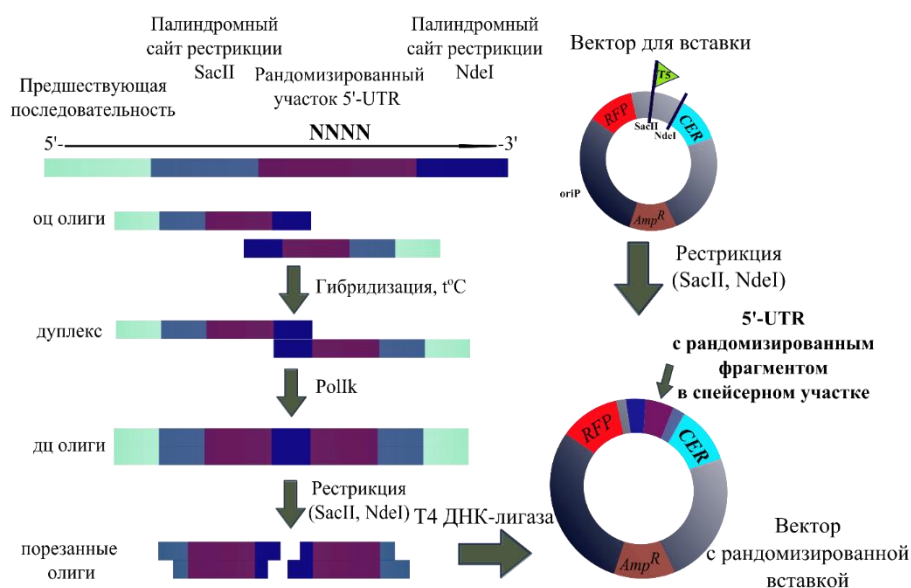 Палиндромный
сайт рестрикции
SacII
Палиндромный
сайт рестрикции
NdeI
Предшествующая
последовательность
Рандомизированный
участок 5'-UTR
NNNN
5'-
-3'
оц олиги
Гибридизация, t°C
дуплекс
PolIk
дц олиги
Рестрикция
(SacII, NdeI)
порезанные
олиги
Т4 ДНК-лигаза
Вектор для вставки
T5
RFP
SacII
NdeI
CER
oriP
AmpR
Рестрикция
(SacII, NdeI)
5'-UTR
с рандомизированным
фрагментом
в спейсерном участке
RFP
CER
AmpR
Вектор
с рандомизированной
вставкой